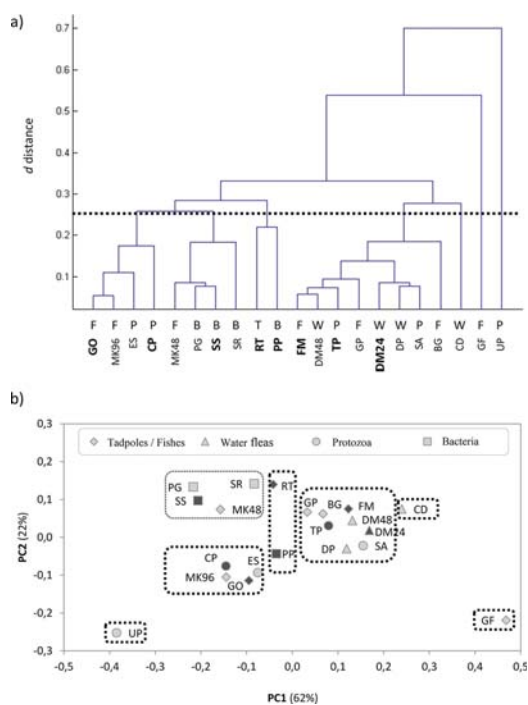 a)
d distance
0.7
0.6
0.5
0.4
0.3
0.2
0.1
F F P P F B B B T B F W P F W W P F W F P
GO MK96 ES CP MK48 PG SS SR RT PP FM DM48 TP GP DM24 DP SA BG CD GF UP
b)
0,3
0,2
0,1
0,0
-0,1
-0,2
-0,3
PC2 (22%)
Tadpoles / Fishes Water fleas Protozoa Bacteria
PG SR RT
SS MK48
GP BG FM CD
DM48
TP DM24
DP SA
PP
CP ES
MK96 GO
UP GF
-0,5 -0,4 -0,3 -0,2 -0,1 0,0 0,1 0,2 0,3 0,4 0,5
PC1 (62%)